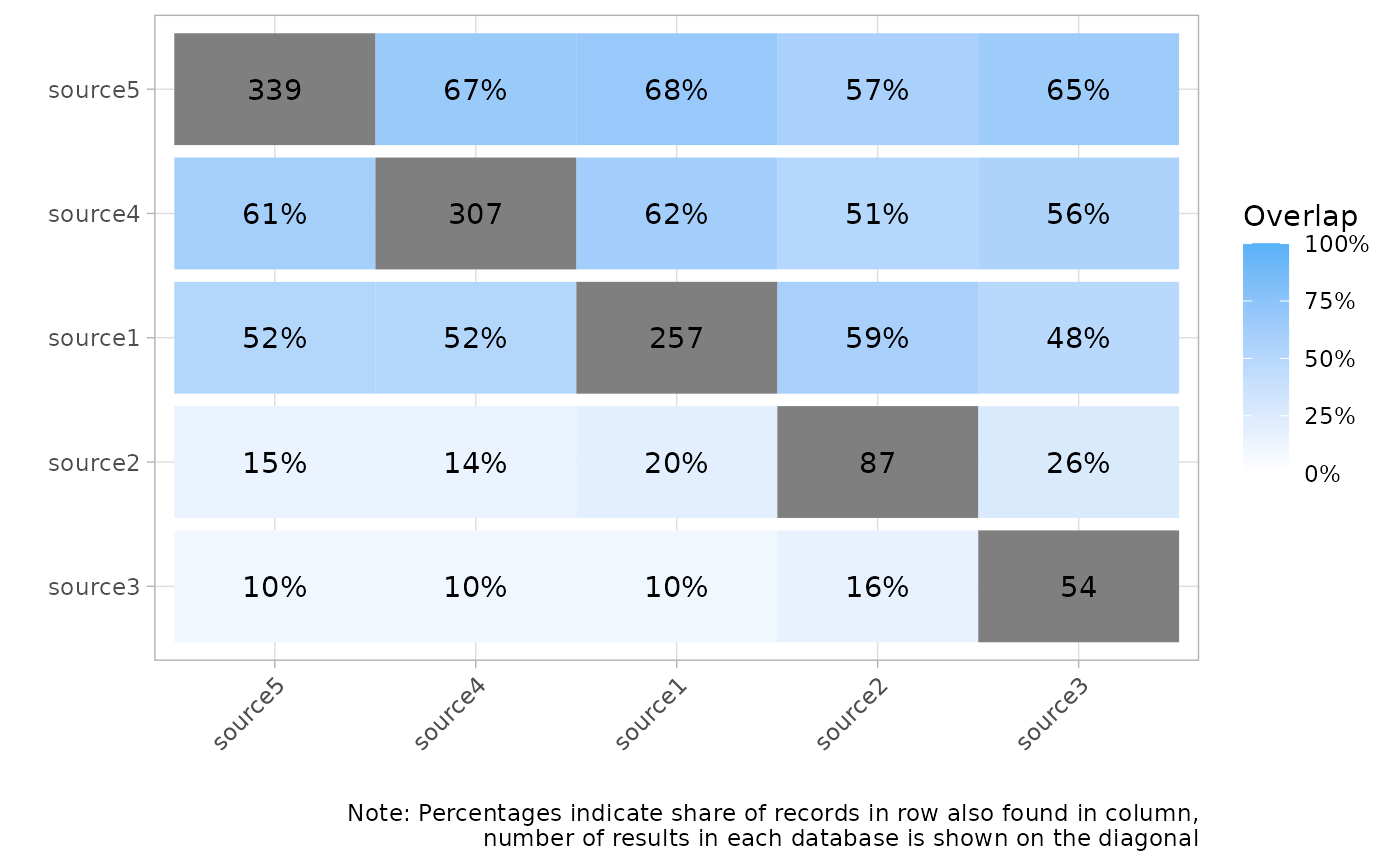 source5 339 67% 68% 57% 65%
source4 61% 307 62% 51% 56%
source1 52% 52% 257 59% 48%
source2 15% 14% 20% 87 26%
source3 10% 10% 10% 16% 54
source5 source4 source1 source2 source3
Overlap
100%
75%
50%
25%
0%
Note: Percentages indicate share of records in row also found in column,
number of results in each database is shown on the diagonal